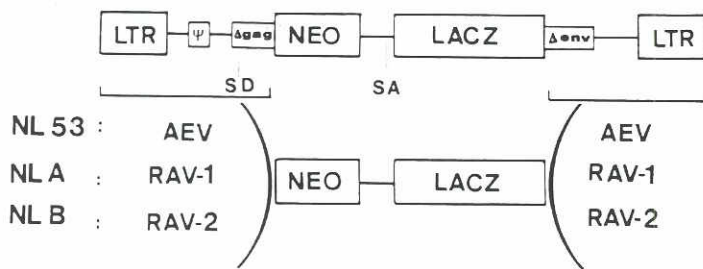 LTR Ψ Δgag NEO LACZ Δenv LTR
SD SA
NL 53 : AEV AEV
NL A : RAV-1 NEO LACZ RAV-1
NL B : RAV-2 RAV-2